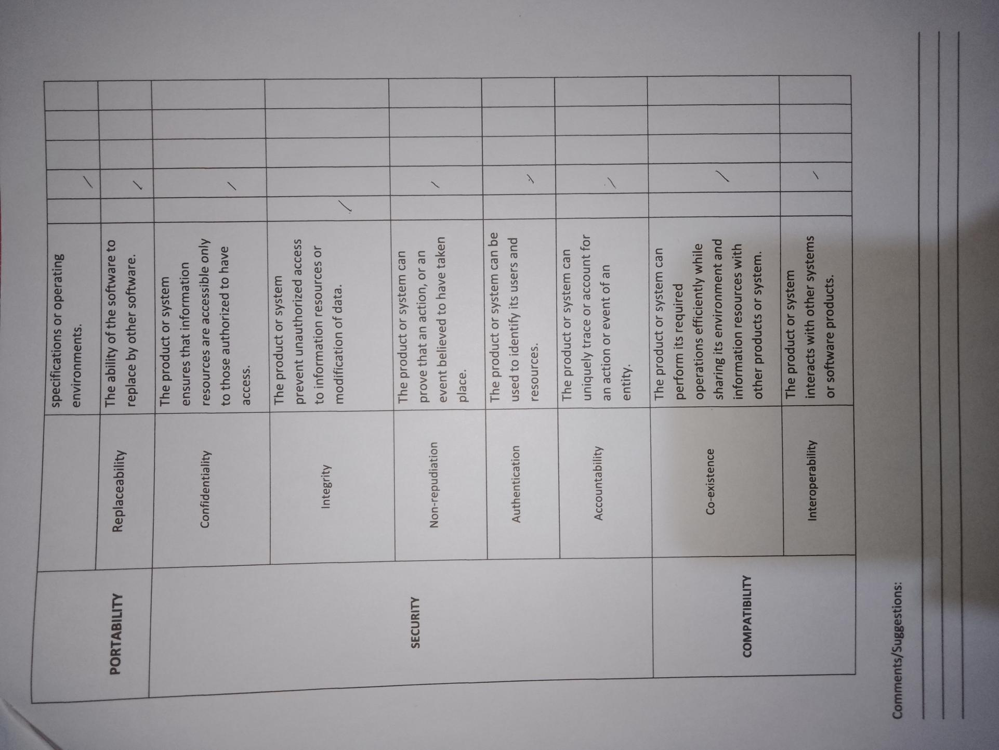 specifications or operating
environments.
PORTABILITY
Replaceability
The ability of the software to
replace by other software.
SECURITY
Confidentiality
The product or system
ensures that information
resources are accessible only
to those authorized to have
access.
Integrity
The product or system
prevent unauthorized access
to information resources or
modification of data.
Non-repudiation
The product or system can
prove that an action, or an
event believed to have taken
place.
Authentication
The product or system can be
used to identify its users and
resources.
Accountability
The product or system can
uniquely trace or account for
an action or event of an
entity.
COMPATIBILITY
Co-existence
The product or system can
perform its required
operations efficiently while
sharing its environment and
information resources with
other products or system.
Interoperability
The product or system
interacts with other systems
or software products.
Comments/Suggestions: